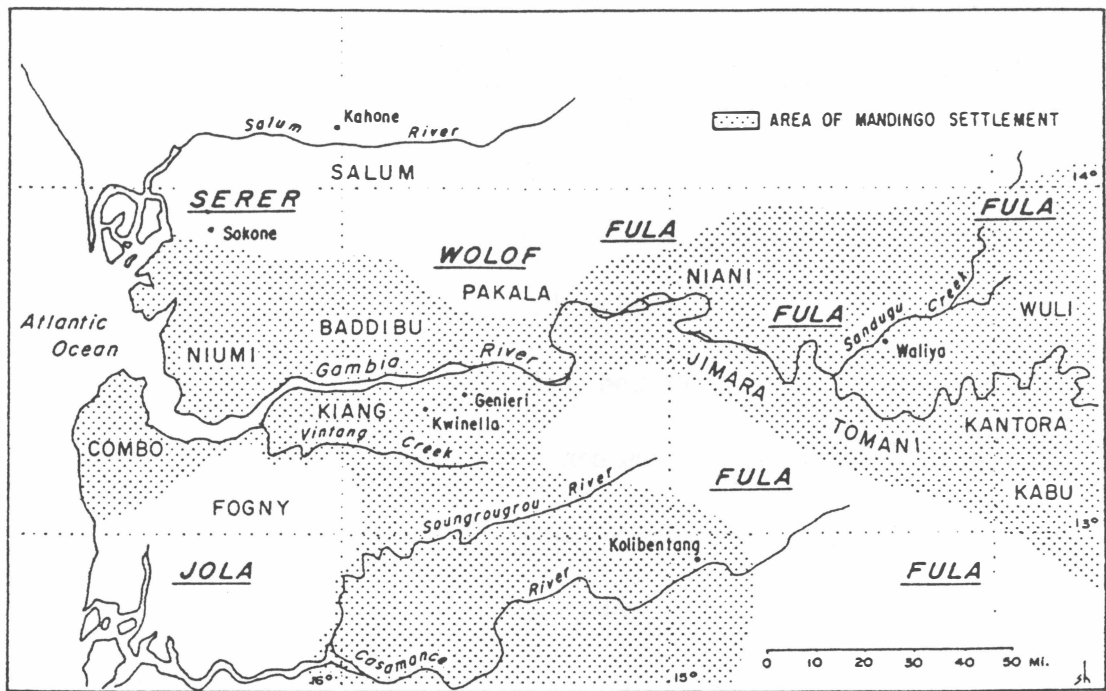 Kahone
Salum River
AREA OF MANDINGO SETTLEMENT
SALUM
14°
SERER
FULA
FULA
Sokone
WOLOF
NIANI
PAKALA
Sandugu Creek
WULI
Atlantic
Ocean
BADDIBU
FULA
Waliya
NIUMI
Gambia River
JIMARA
Genieri
KIANG
Kwinella
TOMANI
KANTORA
Vintang Creek
COMBO
FULA
KABU
FOGNY
Soungrougrou River
13°
Kolibentang
JOLA
FULA
Casamance River
0 10 20 30 40 50 Mi.
16°
15°
sh